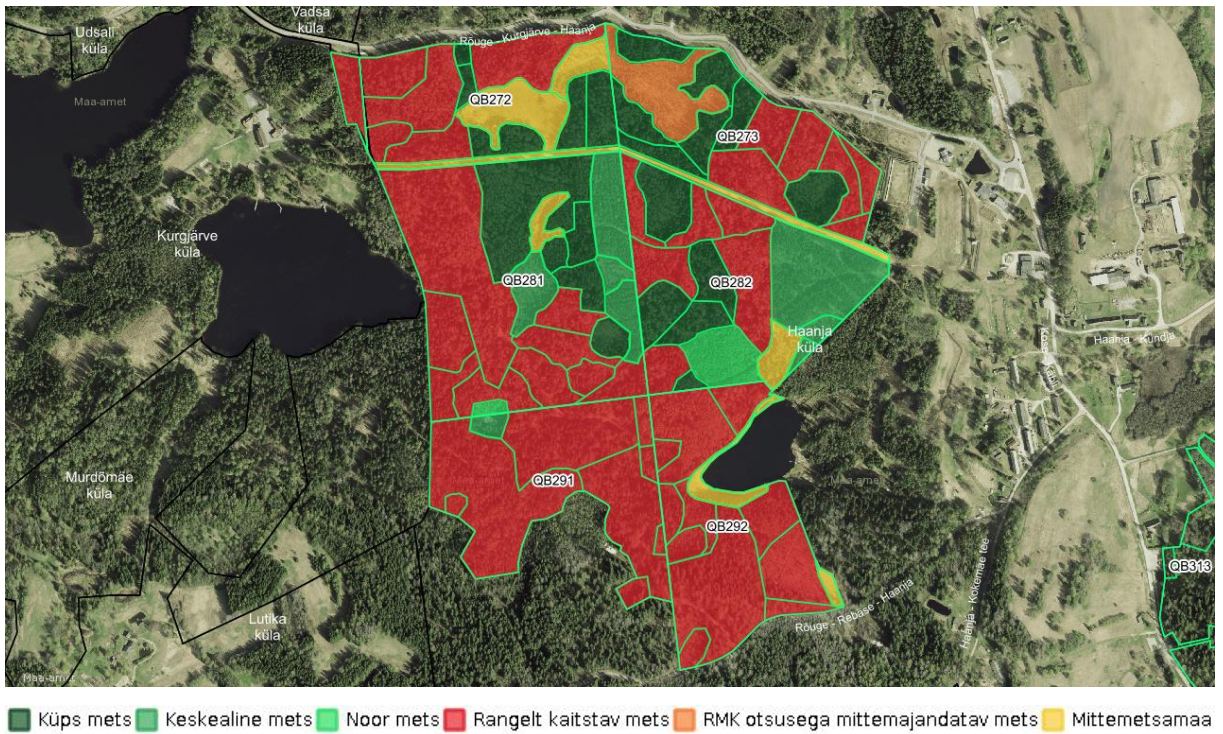 Vadsa
küla
Udsali
küla
Rõuge - Kurgjärve - Haanja
Maa-amet
QB272
QB273
Kurgjärve
küla
QB281
QB282
Haanja
küla
Haanja - Kundja
Murdõmäe
küla
QB291
Maa-amet
QB292
QB313
Haanja - Kokemäe tee
Rõuge - Rebase - Haanja
Lutika
küla
Maa-amet
Küps mets
Keskealine mets
Noor mets
Rangelt kaitstav mets
RMK otsusega mittemajandatav mets
Mittemetsamaa